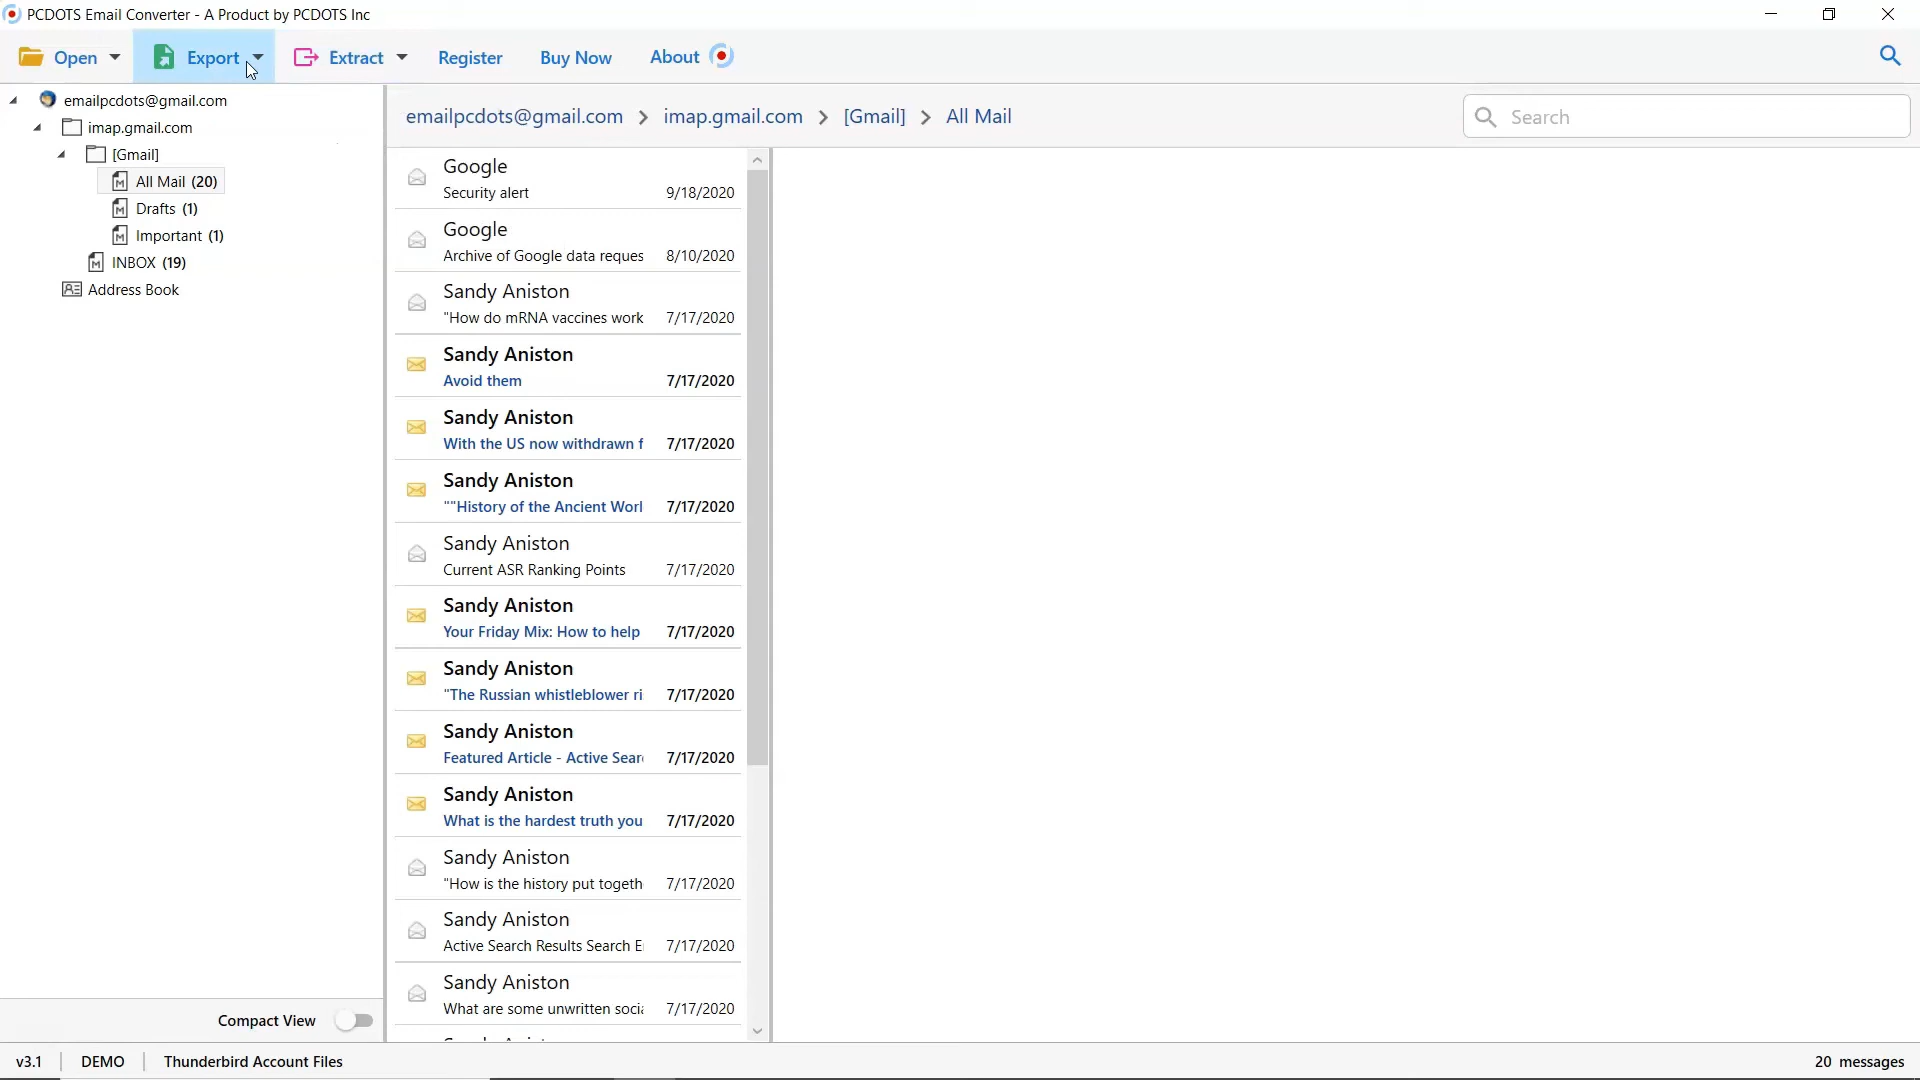 PCDOTS Email Converter - A Product by PCDOTS Inc
Open Export Extract Register Buy Now About
emailpcdots@gmail.com
imap.gmail.com
[Gmail]
All Mail (20)
Drafts (1)
Important (1)
INBOX (19)
Address Book
emailpcdots@gmail.com > imap.gmail.com > [Gmail] > All Mail
Search
Google
Security alert 9/18/2020
Google
Archive of Google data reques 8/10/2020
Sandy Aniston
"How do mRNA vaccines work 7/17/2020
Sandy Aniston
Avoid them 7/17/2020
Sandy Aniston
With the US now withdrawn f 7/17/2020
Sandy Aniston
""History of the Ancient Worl 7/17/2020
Sandy Aniston
Current ASR Ranking Points 7/17/2020
Sandy Aniston
Your Friday Mix: How to help 7/17/2020
Sandy Aniston
"The Russian whistleblower ri 7/17/2020
Sandy Aniston
Featured Article - Active Sear 7/17/2020
Sandy Aniston
What is the hardest truth you 7/17/2020
Sandy Aniston
"How is the history put togeth 7/17/2020
Sandy Aniston
Active Search Results Search E 7/17/2020
Sandy Aniston
What are some unwritten soci 7/17/2020
Compact View
v3.1 DEMO Thunderbird Account Files 20 messages